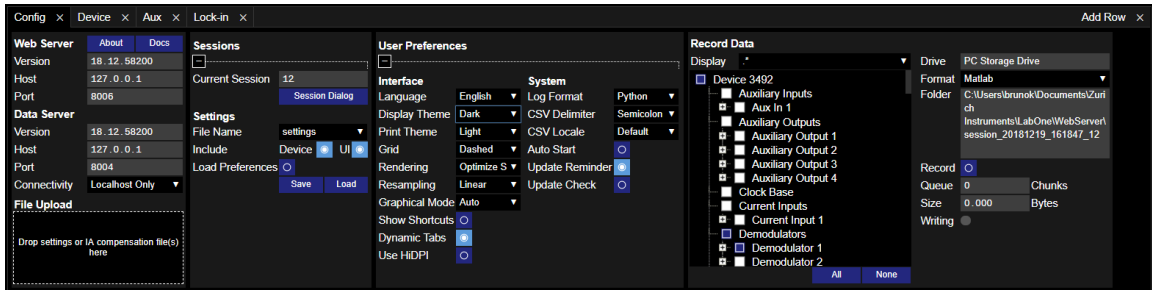 Config × Device × Aux × Lock-in × Add Row ×
Web Server About Docs
Version 18.12.58200
Host 127.0.0.1
Port 8006
Data Server
Version 18.12.58200
Host 127.0.0.1
Port 8004
Connectivity Localhost Only
File Upload
Drop settings or IA compensation file(s)
here
Sessions
Current Session 12
Session Dialog
Settings
File Name settings
Include Device UI
Load Preferences
Save Load
User Preferences
Interface
Language English
Display Theme Dark
Print Theme Light
Grid Dashed
Rendering Optimize S
Resampling Linear
Graphical Mode Auto
Show Shortcuts
Dynamic Tabs
Use HiDPI
System
Log Format Python
CSV Delimiter Semicolon
CSV Locale Default
Auto Start
Update Reminder
Update Check
Record Data
Display .*
Device 3492
Auxiliary Inputs
Aux In 1
Auxiliary Outputs
Auxiliary Output 1
Auxiliary Output 2
Auxiliary Output 3
Auxiliary Output 4
Clock Base
Current Inputs
Current Input 1
Demodulators
Demodulator 1
Demodulator 2
All None
Drive PC Storage Drive
Format Matlab
Folder C:\Users\brunok\Documents\Zuri
ch
Instruments\LabOne\WebServer\
session_20181219_161847_12
Record
Queue 0 Chunks
Size 0.000 Bytes
Writing